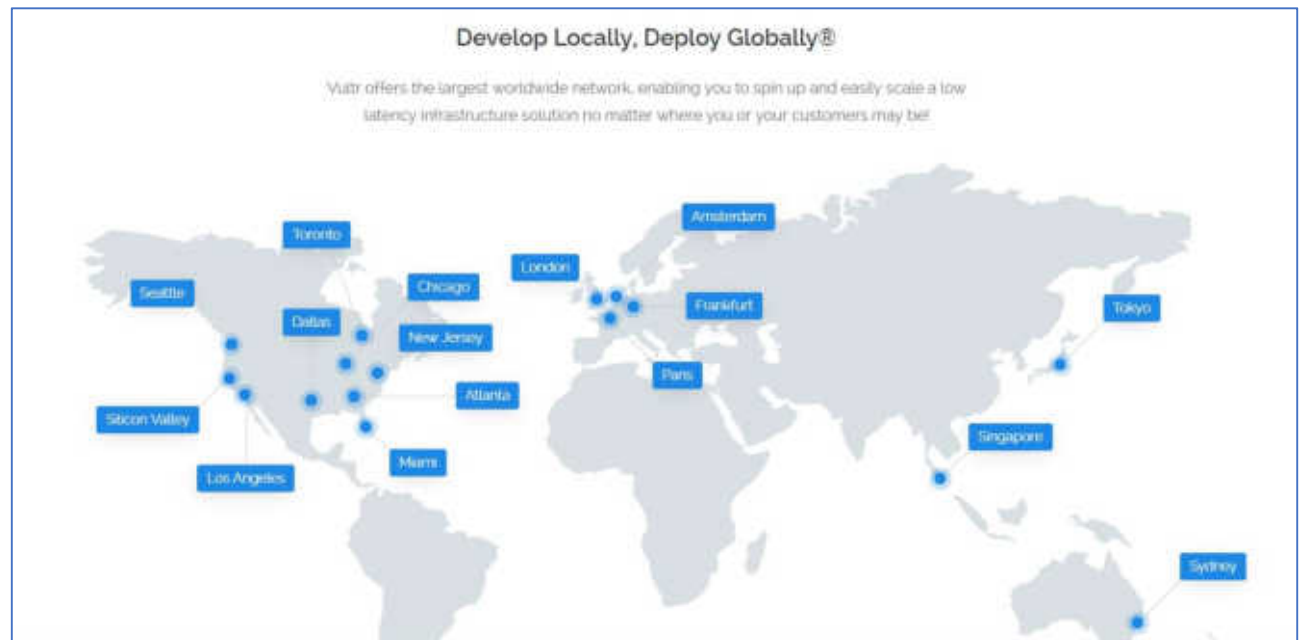 Develop Locally, Deploy Globally®
Vultr offers the largest worldwide network, enabling you to spin up and easily scale a low
latency infrastructure solution no matter where you or your customers may be!
Amsterdam
Toronto
London
Chicago
Seattle
Frankfurt
Tokyo
Dallas
New Jersey
Paris
Atlanta
Silicon Valley
Singapore
Miami
Los Angeles
Sydney